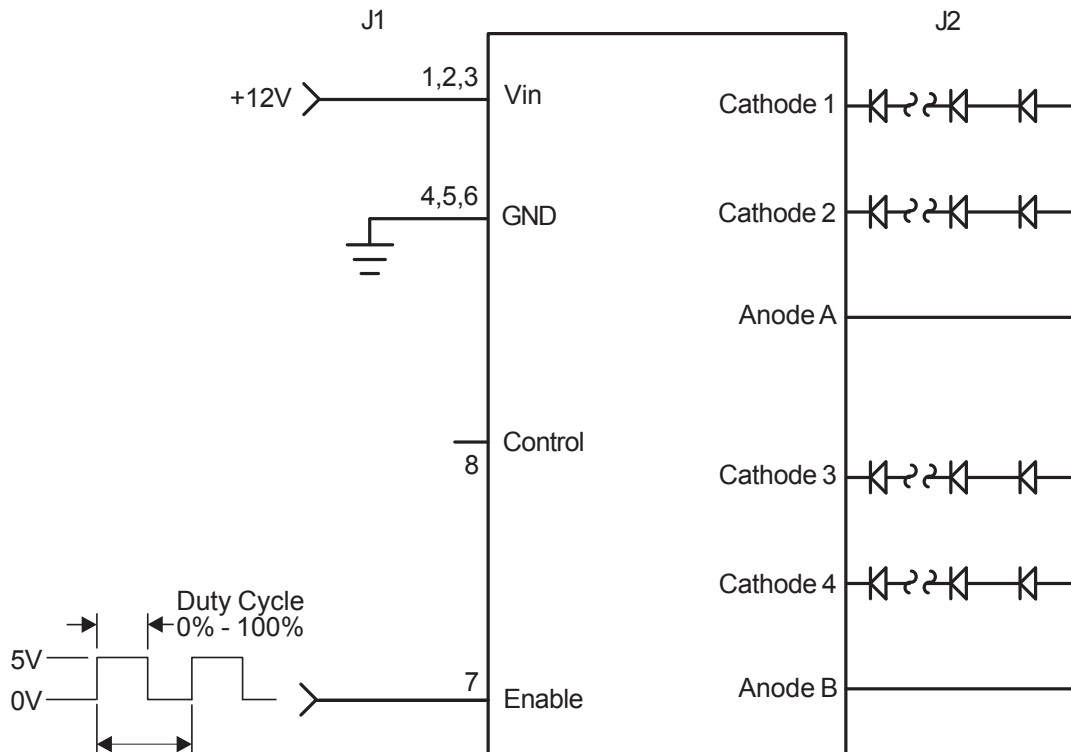 J1
J2
+12V
1,2,3
Vin
Cathode 1
4,5,6
GND
Cathode 2
Anode A
Control
8
Cathode 3
Cathode 4
Duty Cycle
0% - 100%
5V
0V
7
Enable
Anode B